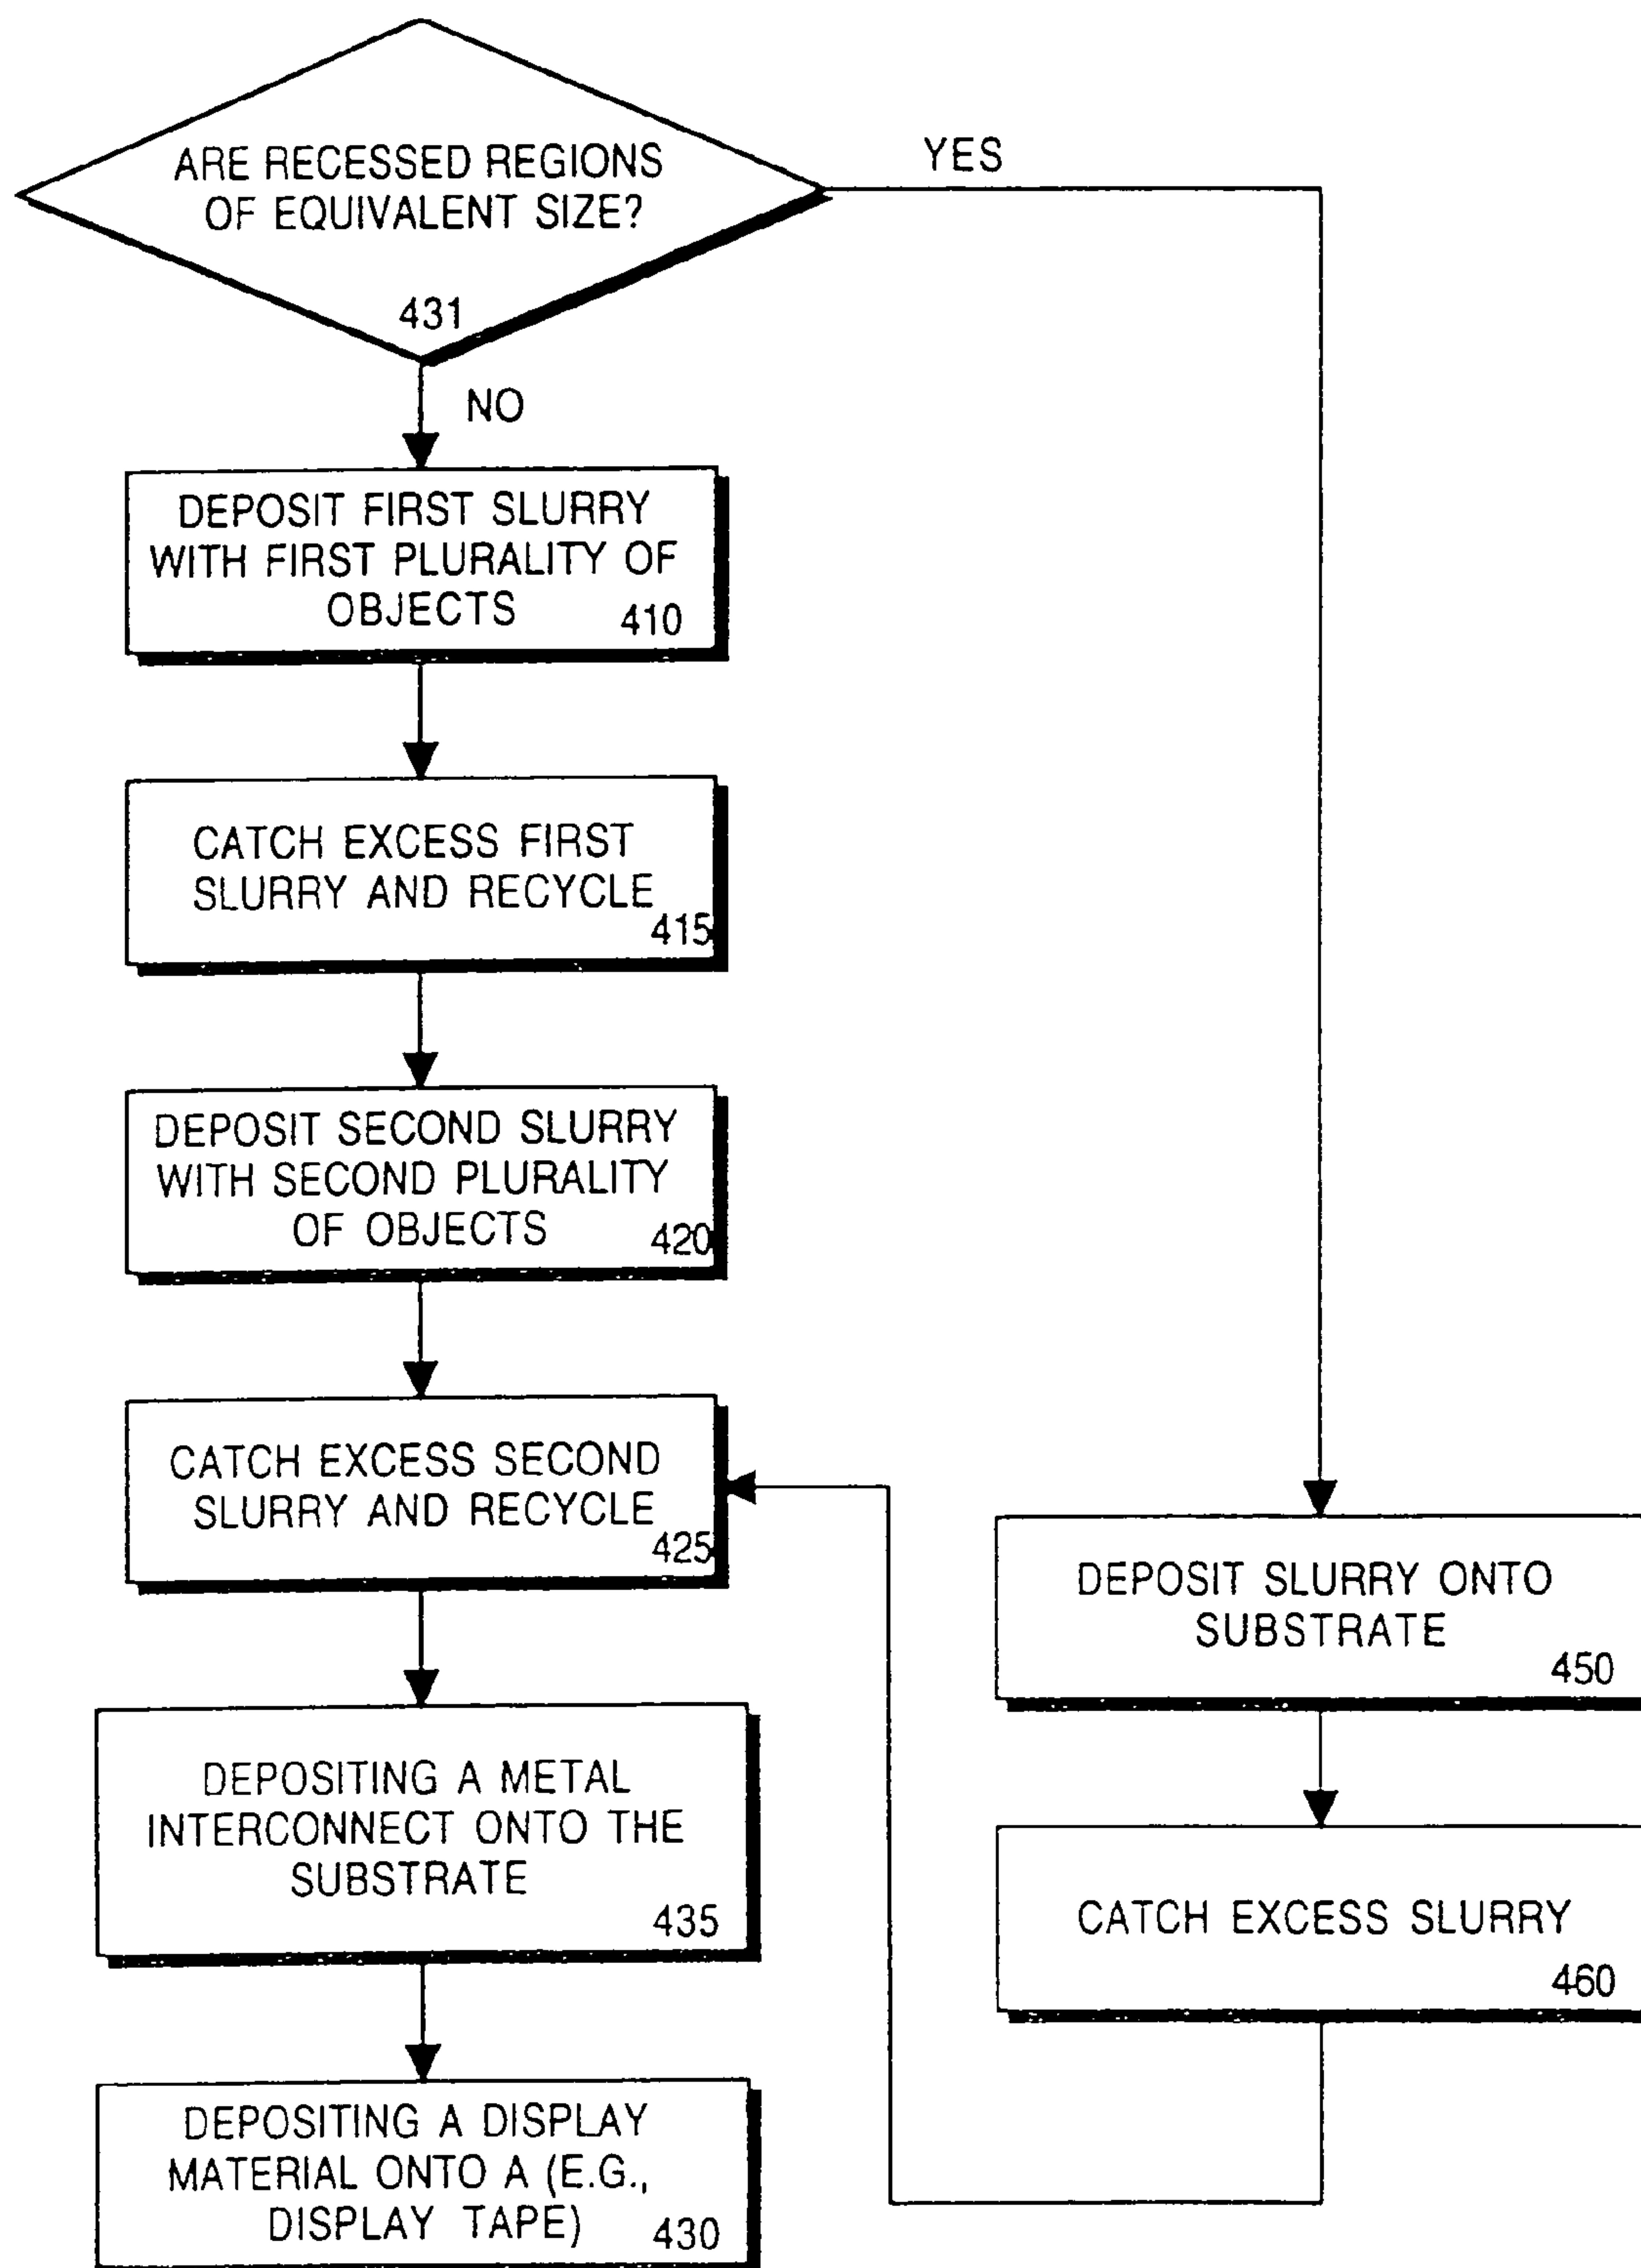 ARE RECESSED REGIONS
OF EQUIVALENT SIZE?
431
YES
NO
DEPOSIT FIRST SLURRY
WITH FIRST PLURALITY OF
OBJECTS
410
CATCH EXCESS FIRST
SLURRY AND RECYCLE
415
DEPOSIT SECOND SLURRY
WITH SECOND PLURALITY
OF OBJECTS
420
CATCH EXCESS SECOND
SLURRY AND RECYCLE
425
DEPOSITING A METAL
INTERCONNECT ONTO THE
SUBSTRATE
435
DEPOSITING A DISPLAY
MATERIAL ONTO A (E.G.,
DISPLAY TAPE)
430
DEPOSIT SLURRY ONTO
SUBSTRATE
450
CATCH EXCESS SLURRY
460